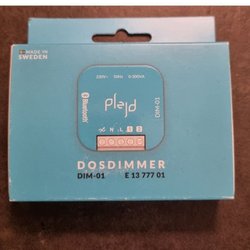 MADE IN
SWEDEN
230V~ 50Hz 0-300VA
Bluetooth
Plejd
DIM-01
N L 1 2
DOSDIMMER
DIM-01 E 13 777 01